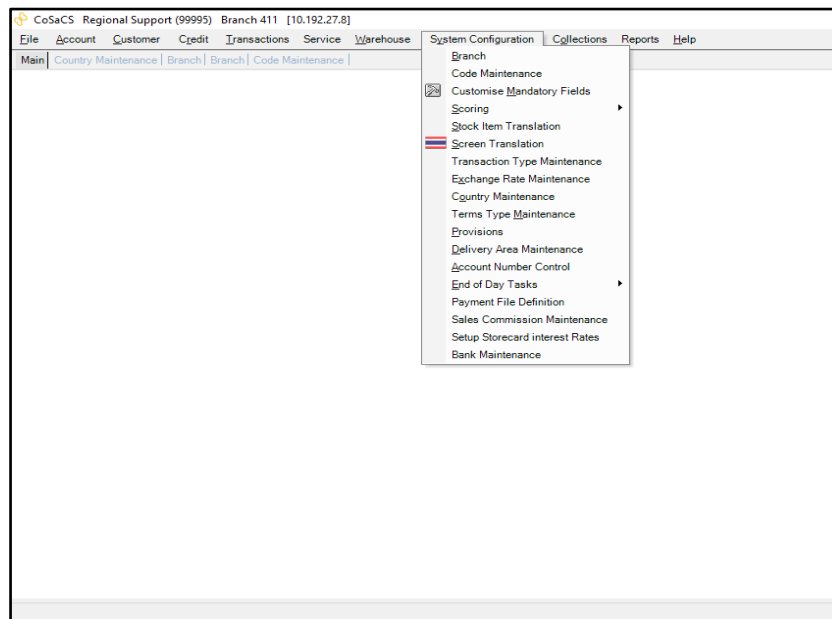 CoSaCS Regional Support (99995) Branch 411 [10.192.27.8]
File Account Customer Credit Transactions Service Warehouse System Configuration Collections Reports Help
Main Country Maintenance Branch Branch Code Maintenance
Branch
Code Maintenance
Customise Mandatory Fields
Scoring
Stock Item Translation
Screen Translation
Transaction Type Maintenance
Exchange Rate Maintenance
Country Maintenance
Terms Type Maintenance
Provisions
Delivery Area Maintenance
Account Number Control
End of Day Tasks
Payment File Definition
Sales Commission Maintenance
Setup Storecard interest Rates
Bank Maintenance